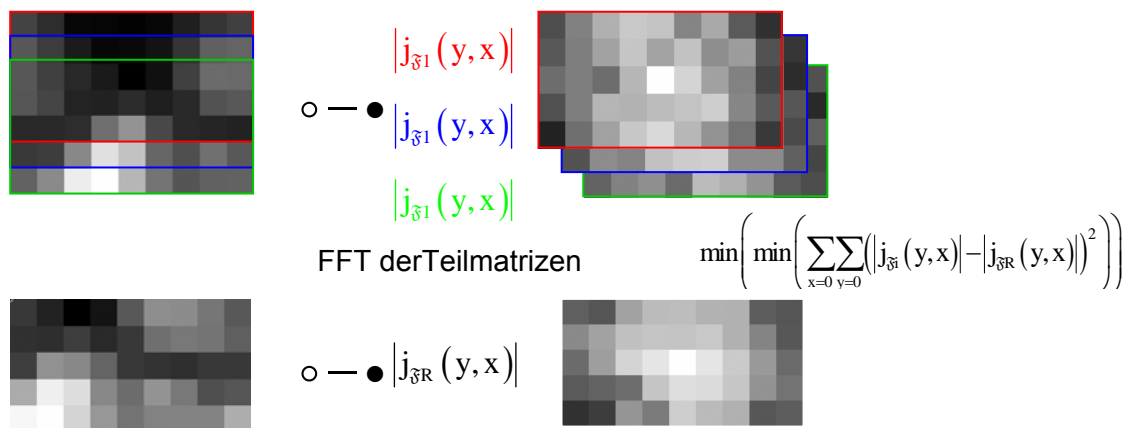 |j𝔉1(y,x)|
|j𝔉1(y,x)|
|j𝔉1(y,x)|
FFT derTeilmatrizen
min(min(∑x=0∑y=0(|j𝔉i(y,x)|−|j𝔉R(y,x)|)²))
|j𝔉R(y,x)|